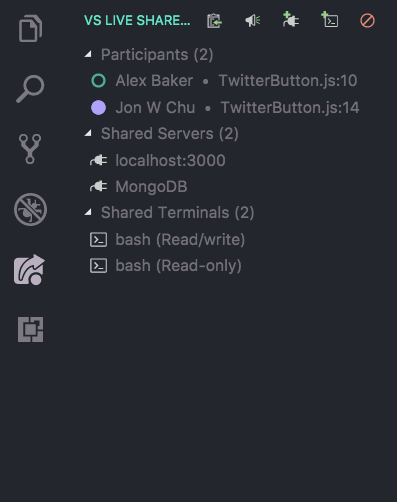 VS LIVE SHARE...
Participants (2)
Alex Baker • TwitterButton.js:10
Jon W Chu • TwitterButton.js:14
Shared Servers (2)
localhost:3000
MongoDB
Shared Terminals (2)
bash (Read/write)
bash (Read-only)